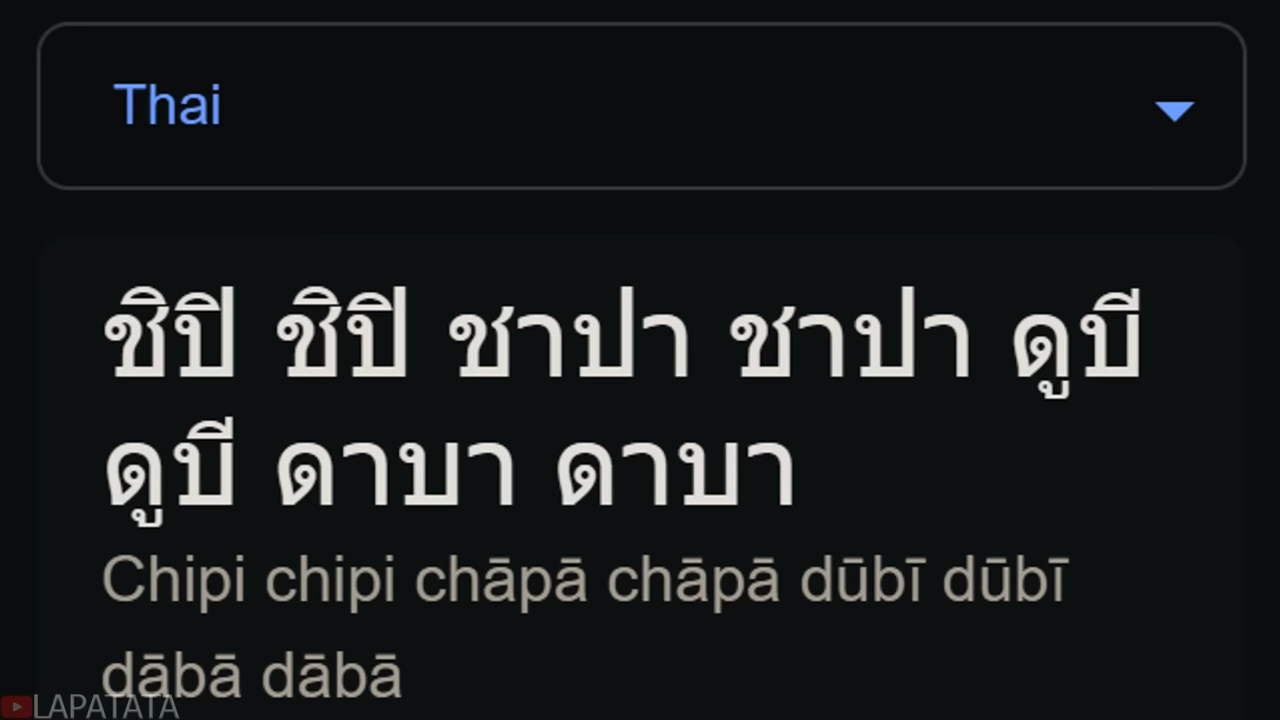 Thai
ชิปิ ชิปิ ชาปา ชาปา ดูบี
ดูบี ดาบา ดาบา
Chipi chipi chāpā chāpā dūbī dūbī
dābā dābā
LAPATATA